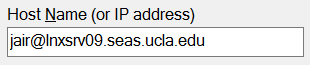 Host Name (or IP address)
jair@lnxsrv09.seas.ucla.edu